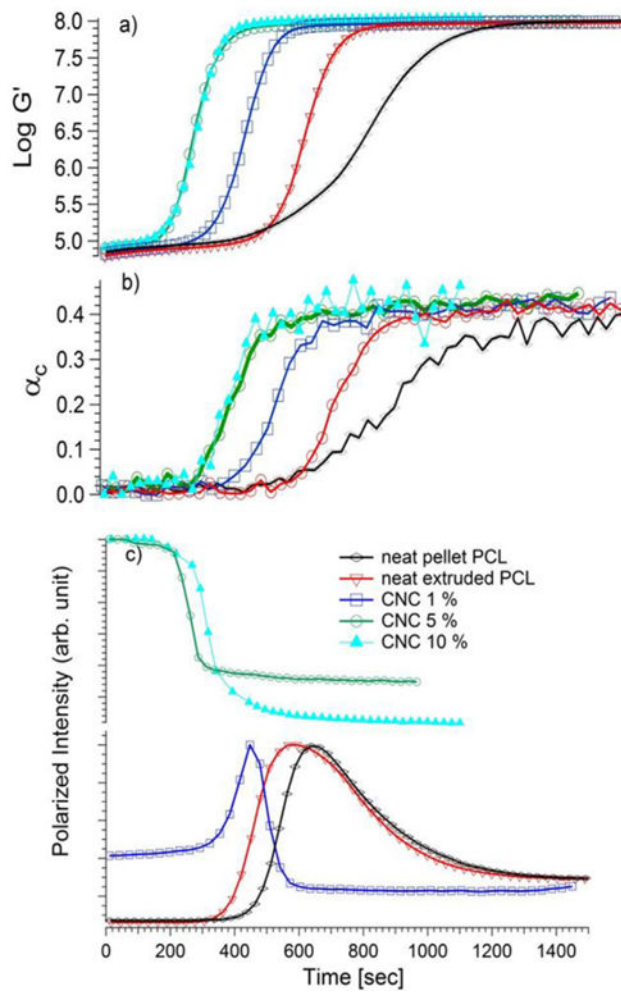 a)
8.0
7.5
7.0
6.5
6.0
5.5
5.0
Log G'
b)
0.4
0.3
0.2
0.1
0.0
αc
c)
neat pellet PCL
neat extruded PCL
CNC 1 %
CNC 5 %
CNC 10 %
Polarized Intensity (arb. unit)
0 200 400 600 800 1000 1200 1400
Time [sec]